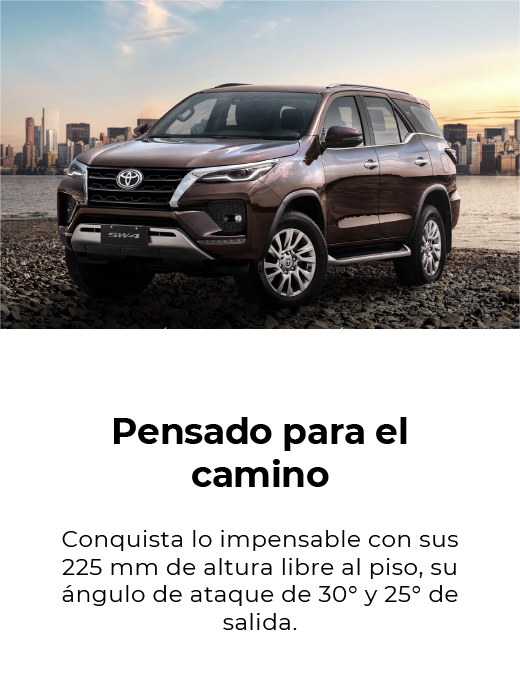 SW4
Pensado para el
camino
Conquista lo impensable con sus
225 mm de altura libre al piso, su
ángulo de ataque de 30° y 25° de
salida.